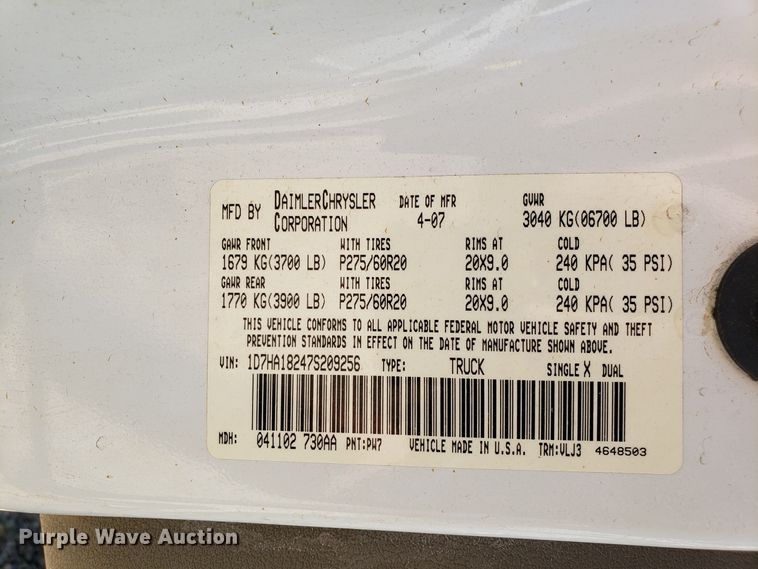 MFD BY DAIMLERCHRYSLER CORPORATION DATE OF MFR 4-07 GVWR 3040 KG(06700 LB)
GAWR FRONT WITH TIRES RIMS AT COLD
1679 KG(3700 LB) P275/60R20 20X9.0 240 KPA( 35 PSI)
GAWR REAR WITH TIRES RIMS AT COLD
1770 KG(3900 LB) P275/60R20 20X9.0 240 KPA( 35 PSI)
THIS VEHICLE CONFORMS TO ALL APPLICABLE FEDERAL MOTOR VEHICLE SAFETY AND THEFT
PREVENTION STANDARDS IN EFFECT ON THE DATE OF MANUFACTURE SHOWN ABOVE.
VIN: 1D7HA18247S209256 TYPE: TRUCK SINGLE X DUAL
MDH: 041102 730AA PNT:PW7 VEHICLE MADE IN U.S.A. TRM:VLJ3 4648503
Purple Wave Auction